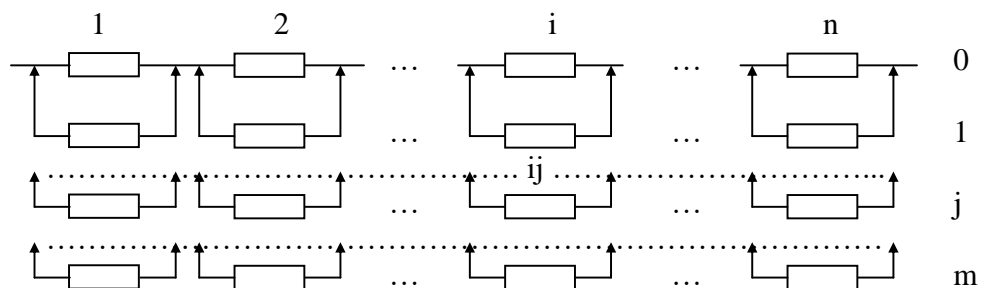 1 2 i n
… … 0
… … 1
ij
… … j
… … m